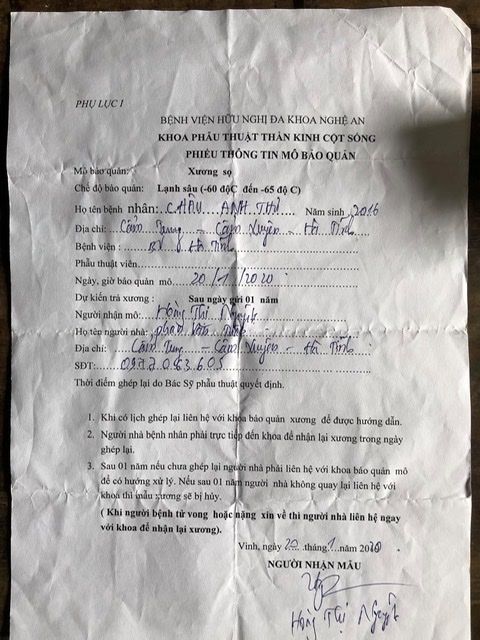 PHỤ LỤC I
BỆNH VIỆN HỮU NGHỊ ĐA KHOA NGHỆ AN
KHOA PHẪU THUẬT THẦN KINH CỘT SỐNG
PHIẾU THÔNG TIN MÔ BẢO QUẢN
Mô bảo quản: Xương sọ
Chế độ bảo quản: Lạnh sâu (-60 độC đến -65 độ C)
Họ tên bệnh nhân: CHÂU ANH THƯ Năm sinh 2016
Địa chỉ: Cẩm - Cẩm Xuyên - Hà Tĩnh
Bệnh viện: BV Hà Tĩnh
Phẫu thuật viên
Ngày, giờ bảo quản mô 20/1/2020
Dự kiến trả xương: Sau ngày gửi 01 năm
Người nhận mô: Hoàng Thị Nguyệt
Họ tên người nhà:
Địa chỉ: Cẩm - Cẩm Xuyên - Hà Tĩnh
SĐT: 0972063605
Thời điểm ghép lại do Bác Sỹ phẫu thuật quyết định.
1. Khi có lịch ghép lại liên hệ với khoa bảo quản xương để được hướng dẫn.
2. Người nhà bệnh nhân phải trực tiếp đến khoa để nhận lại xương trong ngày
ghép lại.
3. Sau 01 năm nếu chưa ghép lại người nhà phải liên hệ với khoa bảo quản mô
để có hướng xử lý. Nếu sau 01 năm người nhà không quay lại liên hệ với
khoa thì mẫu xương sẽ bị hủy.
( Khi người bệnh tử vong hoặc nặng xin về thì người nhà liên hệ ngay
với khoa để nhận lại xương).
Vinh, ngày 20 tháng 1 năm 2020
NGƯỜI NHẬN MẪU
Hoàng Thị Nguyệt